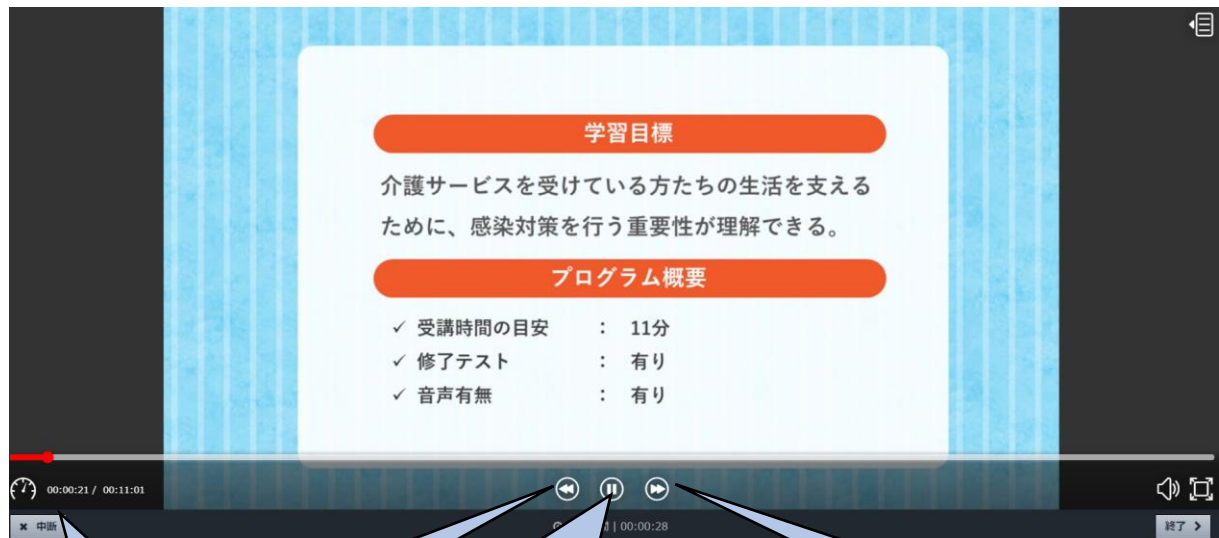 学習目標
介護サービスを受けている方たちの生活を支える
ために、感染対策を行う重要性が理解できる。
プログラム概要
✓ 受講時間の目安 : 11分
✓ 修了テスト : 有り
✓ 音声有無 : 有り
00:00:21 / 00:11:01
× 中断
| 00:00:28
終了 >